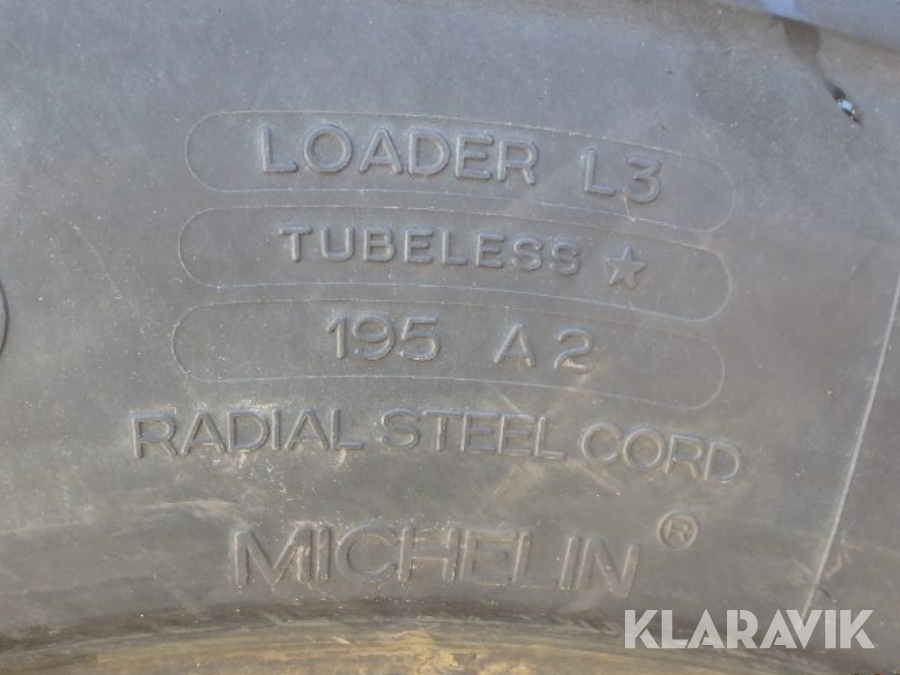 LOADER L3
TUBELESS ☆
195 A2
RADIAL STEEL CORD
MICHELIN ®
KLARAVIK